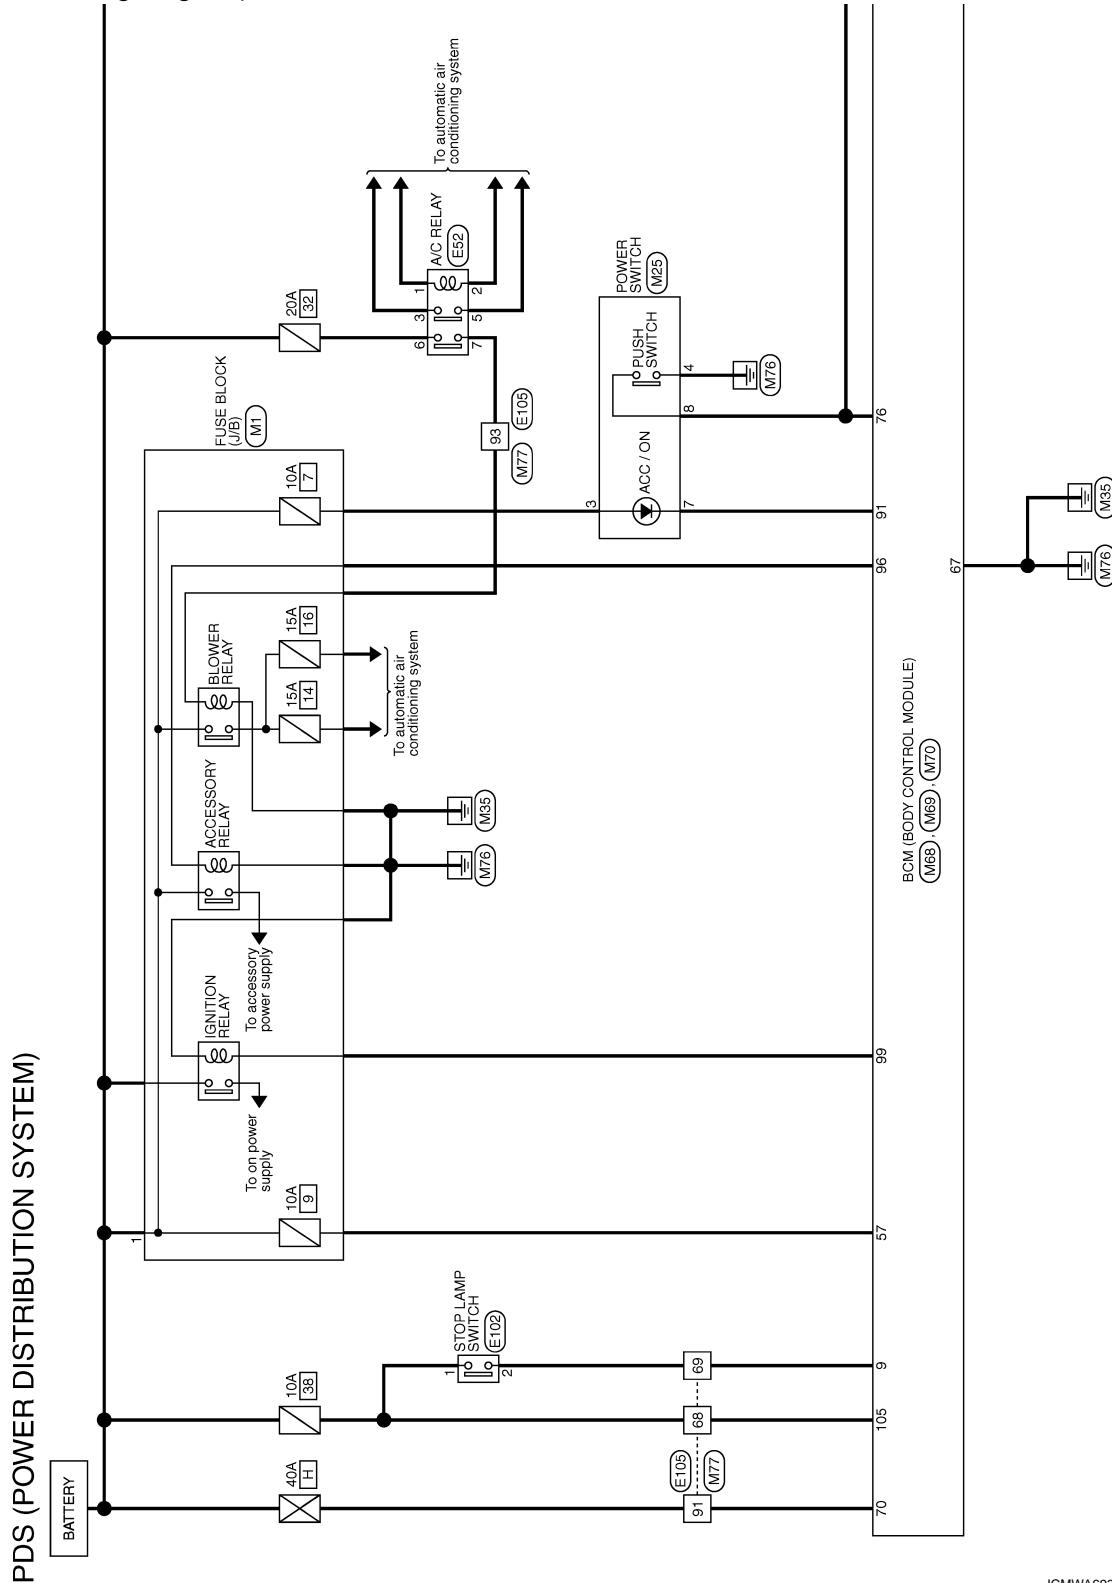 PDS (POWER DISTRIBUTION SYSTEM)
BATTERY
40A
H
10A
38
10A
9
1
To on power
supply
IGNITION
RELAY
To accessory
power supply
ACCESSORY
RELAY
BLOWER
RELAY
15A
14
15A
16
10A
7
FUSE BLOCK
(J/B)
M1
20A
32
A/C RELAY
E52
1
2
3
5
6
7
To automatic air
conditioning system
To automatic air
conditioning system
M76
M35
93
M77
E105
STOP LAMP
SWITCH
E102
1
2
POWER
SWITCH
M25
PUSH
SWITCH
ACC / ON
3
7
8
4
M76
91
68
69
E105
M77
70
105
9
57
99
96
91
76
BCM (BODY CONTROL MODULE)
M68 , M69 , M70
67
M76
M35